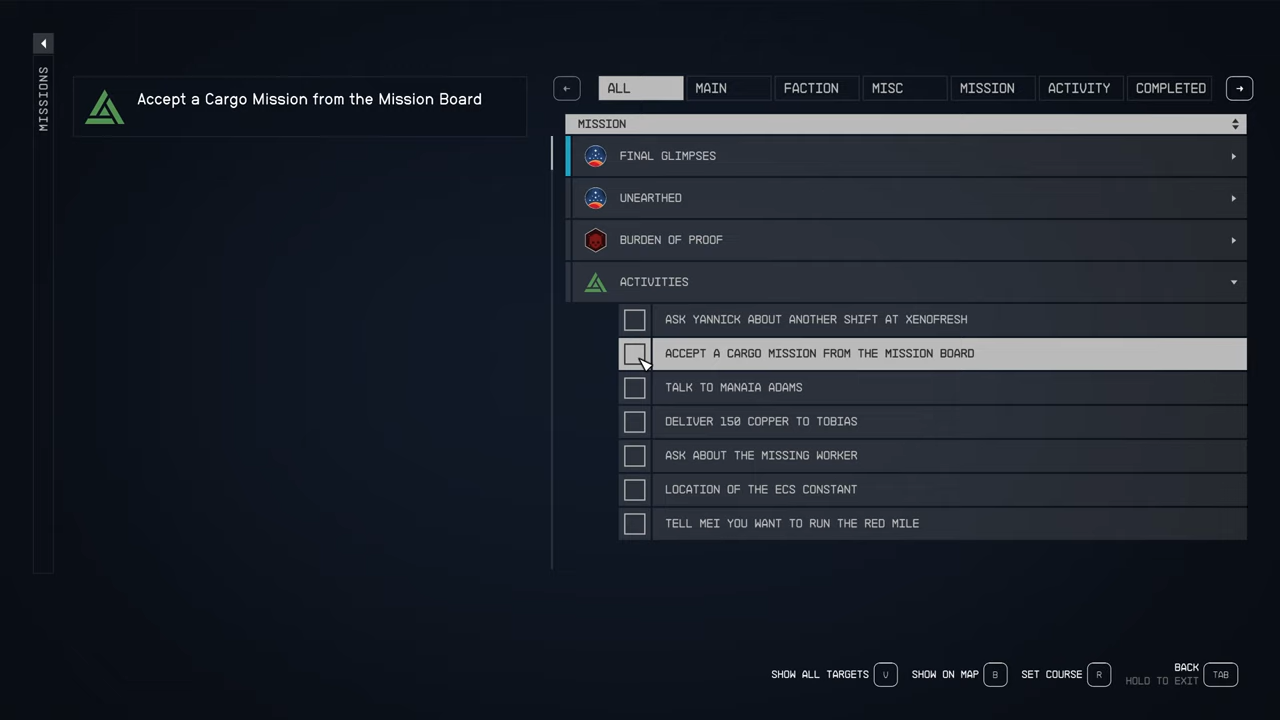 MISSIONS
Accept a Cargo Mission from the Mission Board
ALL
MAIN
FACTION
MISC
MISSION
ACTIVITY
COMPLETED
MISSION
FINAL GLIMPSES
UNEARTHED
BURDEN OF PROOF
ACTIVITIES
ASK YANNICK ABOUT ANOTHER SHIFT AT XENOFRESH
ACCEPT A CARGO MISSION FROM THE MISSION BOARD
TALK TO MANAIA ADAMS
DELIVER 150 COPPER TO TOBIAS
ASK ABOUT THE MISSING WORKER
LOCATION OF THE ECS CONSTANT
TELL MEI YOU WANT TO RUN THE RED MILE
SHOW ALL TARGETS V
SHOW ON MAP B
SET COURSE R
BACK
HOLD TO EXIT TAB